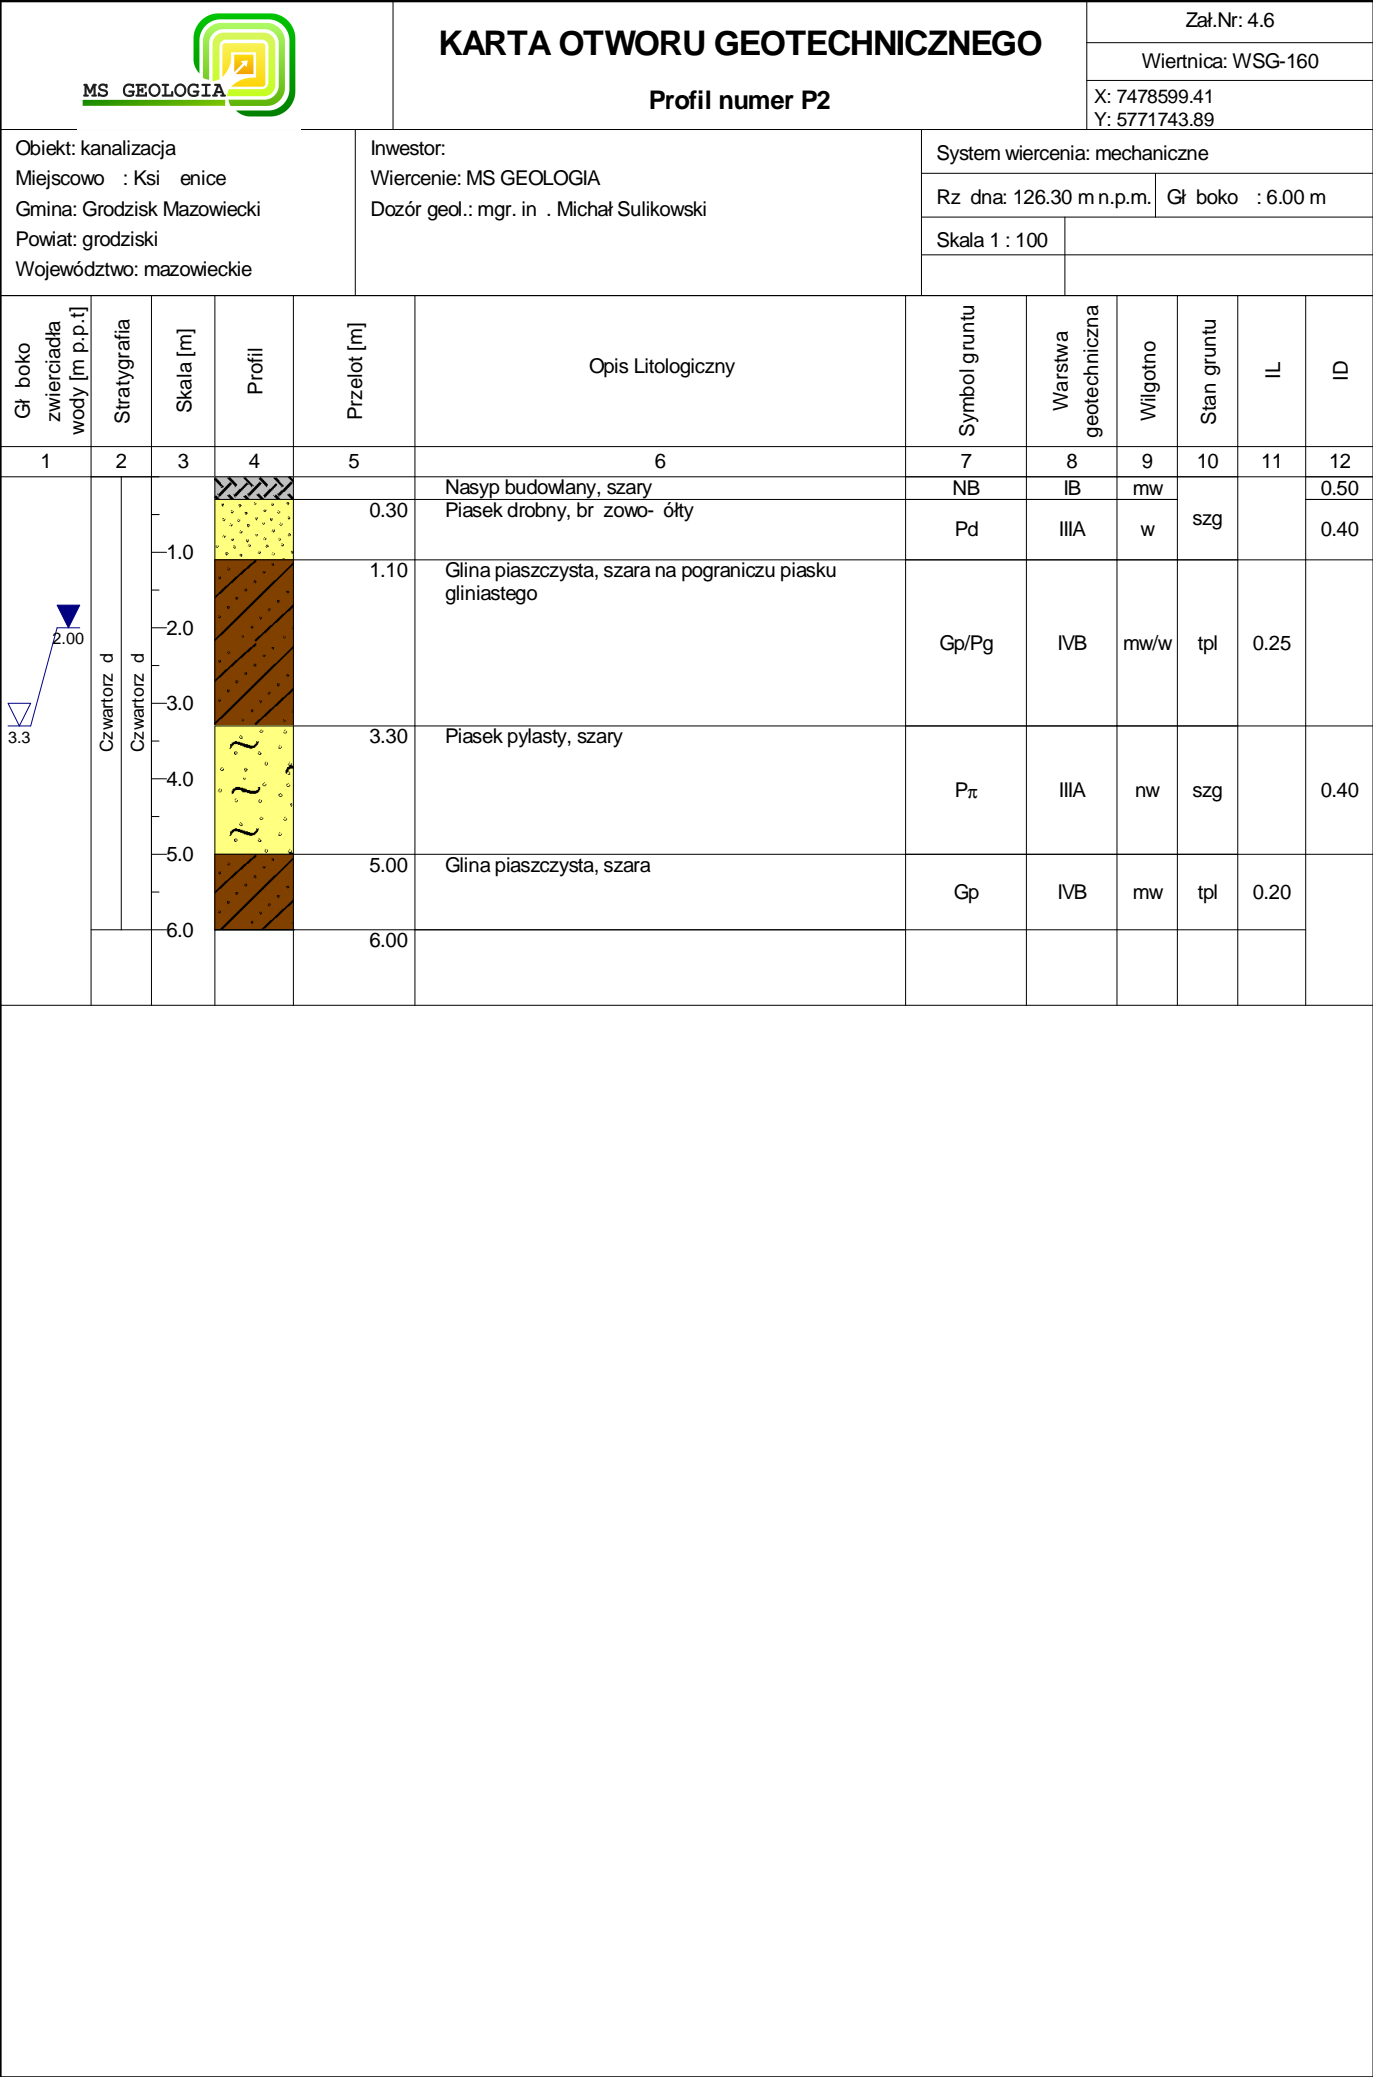 MS GEOLOGIA
KARTA OTWORU GEOTECHNICZNEGO
Profil numer P2
Zał.Nr: 4.6
Wiertnica: WSG-160
X: 7478599.41
Y: 5771743.89
Obiekt: kanalizacja
Miejscowo : Ksi enice
Gmina: Grodzisk Mazowiecki
Powiat: grodziski
Województwo: mazowieckie
Inwestor:
Wiercenie: MS GEOLOGIA
Dozór geol.: mgr. in . Michał Sulikowski
System wiercenia: mechaniczne
Rz dna: 126.30 m n.p.m.
Gł boko : 6.00 m
Skala 1 : 100
Gł boko
zwierciadła
wody [m p.p.t]
Stratygrafia
Skala [m]
Profil
Przelot [m]
Opis Litologiczny
Symbol gruntu
Warstwa
geotechniczna
Wilgotno
Stan gruntu
IL
ID
1 2 3 4 5 6 7 8 9 10 11 12
Nasyp budowlany, szary NB IB mw 0.50
0.30 Piasek drobny, br zowo- ółty
Pd IIIA w szg 0.40
1.0
1.10 Glina piaszczysta, szara na pograniczu piasku
gliniastego
2.0
2.00
Gp/Pg IVB mw/w tpl 0.25
Czwartorz d
Czwartorz d
3.0
3.3
3.30 Piasek pylasty, szary
4.0
Pπ IIIA nw szg 0.40
5.0
5.00 Glina piaszczysta, szara
Gp IVB mw tpl 0.20
6.0
6.00